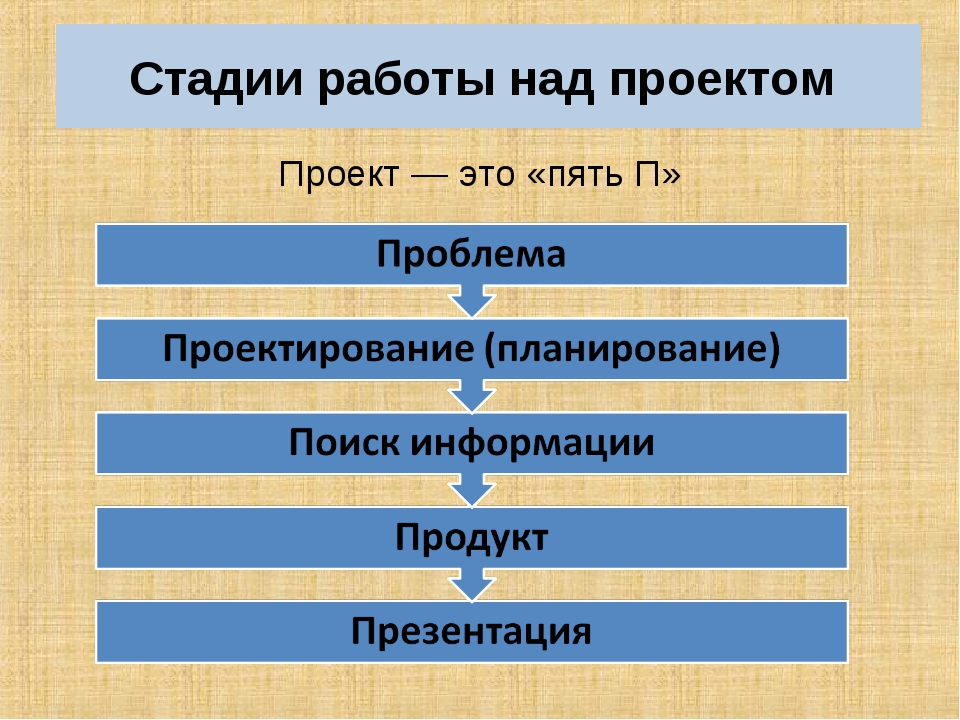 Стадии работы над проектом
Проект — это «пять П»
Проблема
Проектирование (планирование)
Поиск информации
Продукт
Презентация